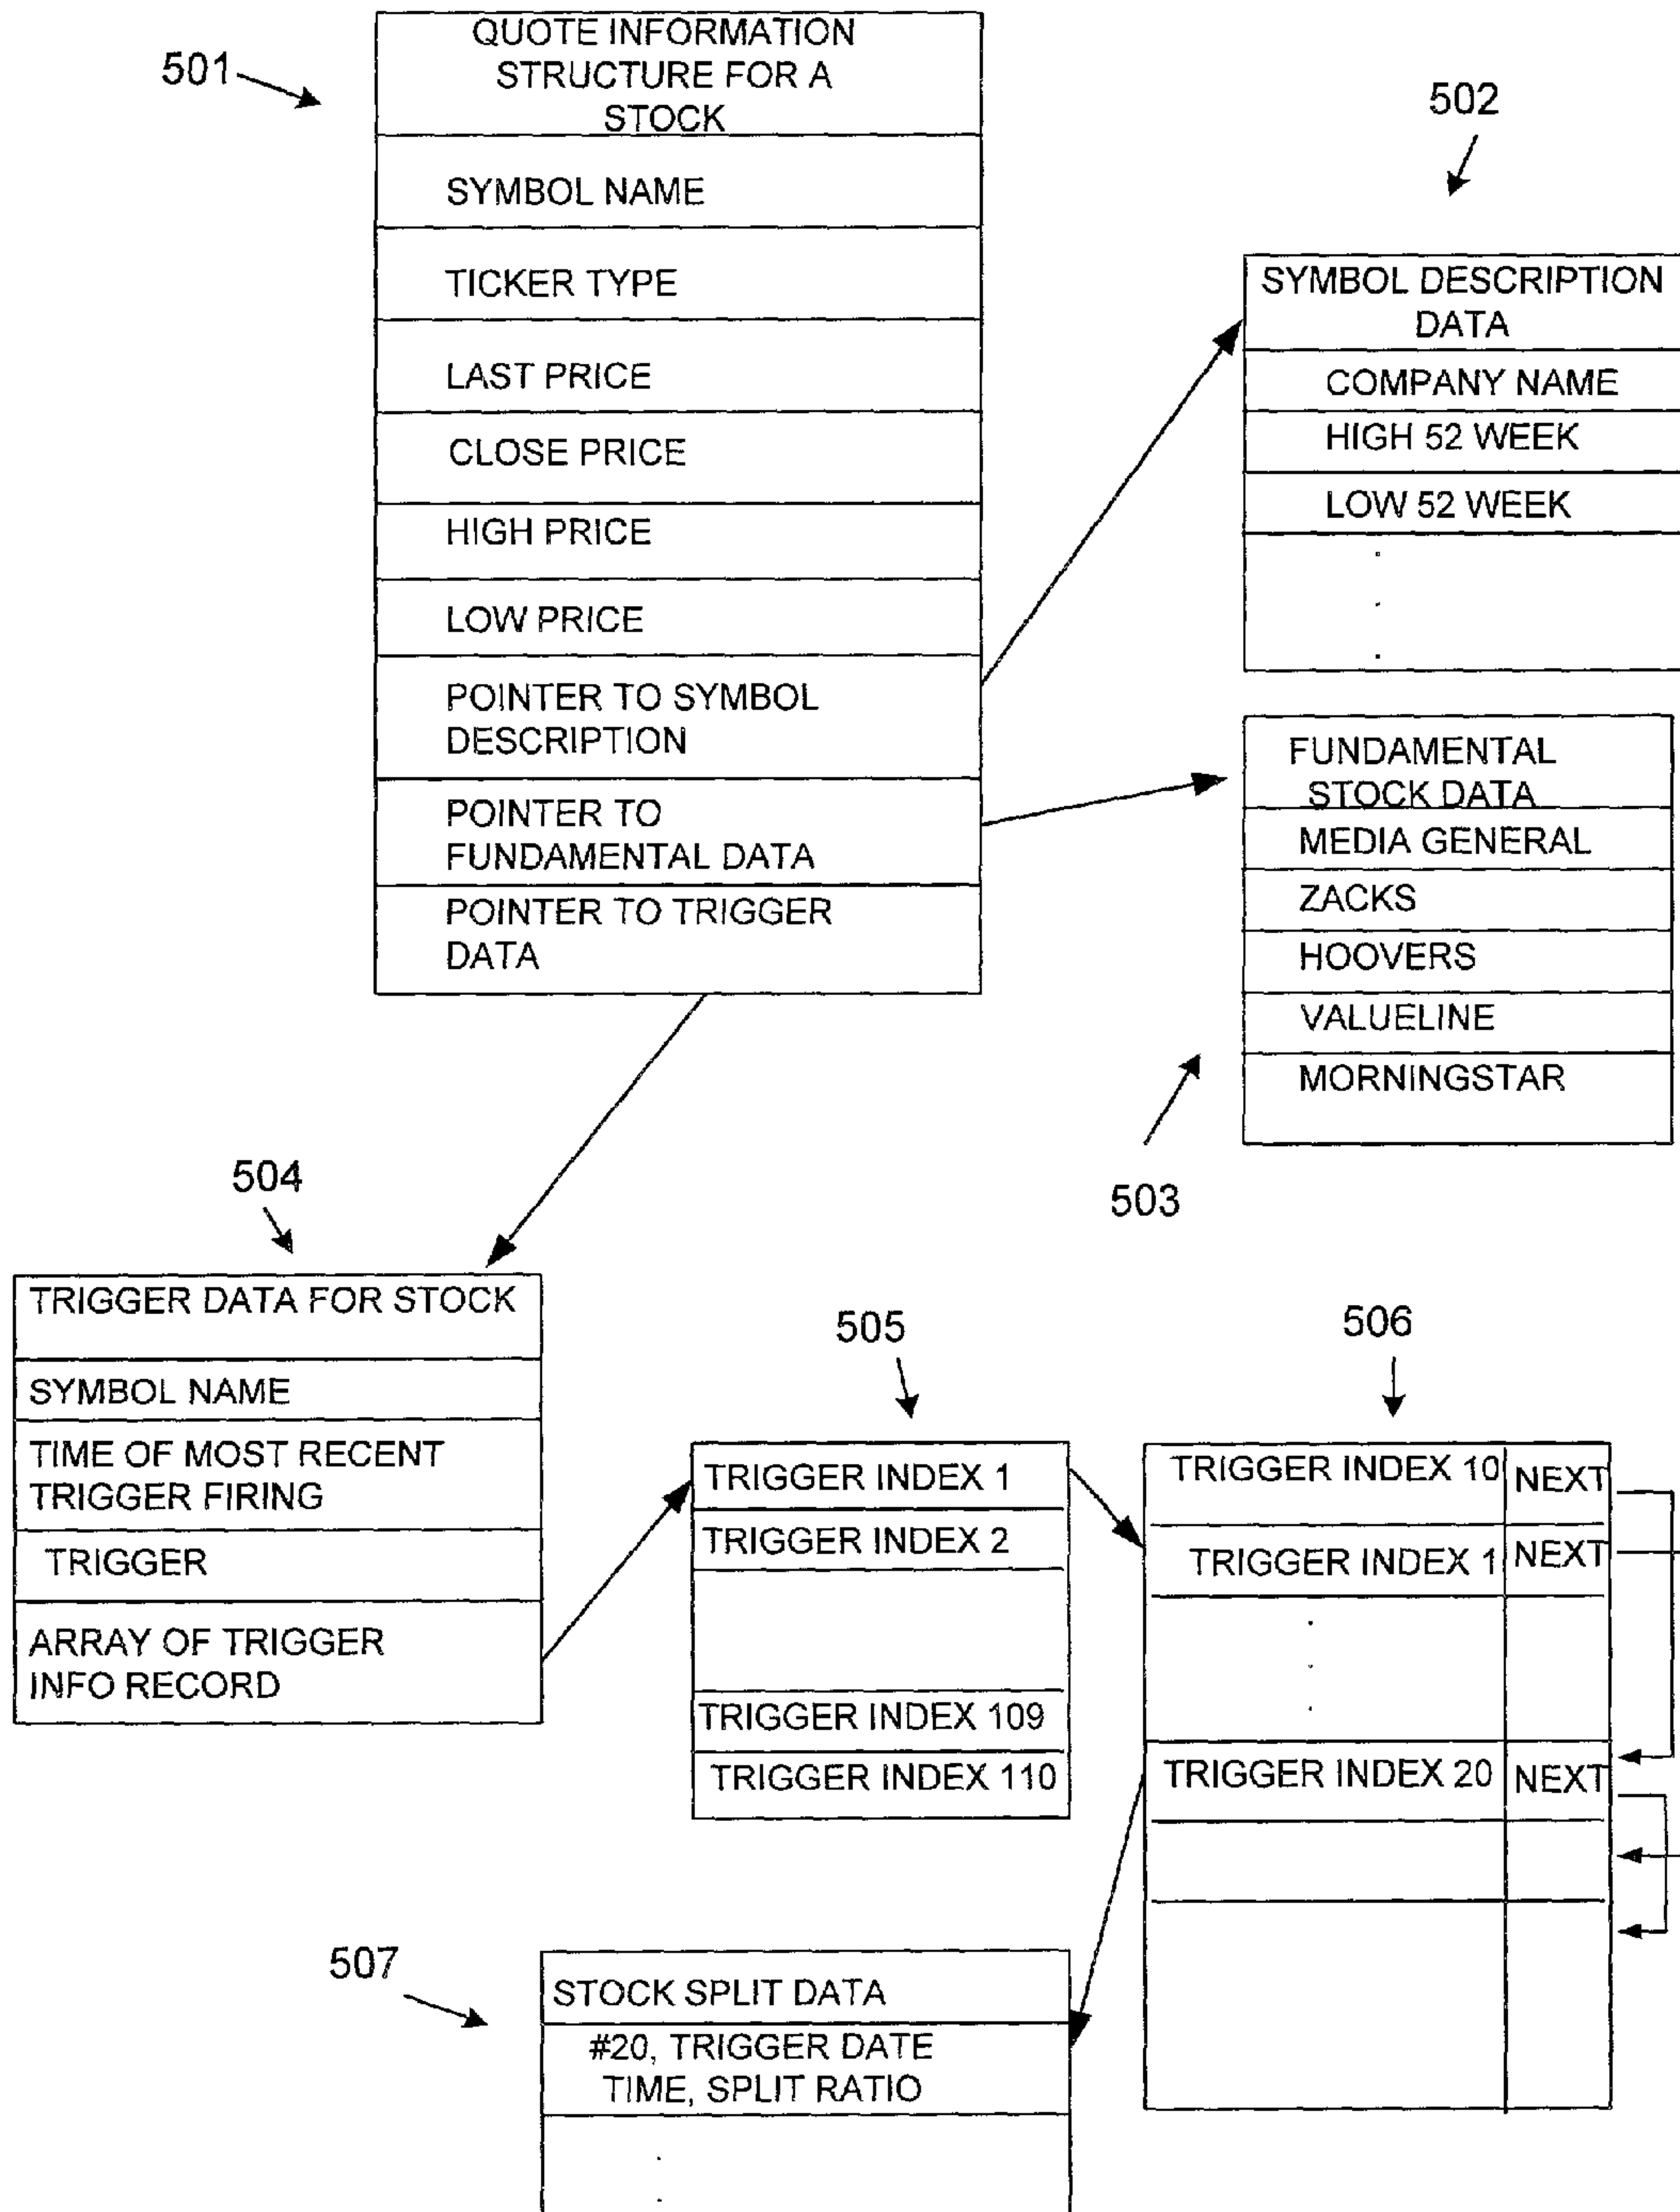 501
QUOTE INFORMATION
STRUCTURE FOR A
STOCK
SYMBOL NAME
TICKER TYPE
LAST PRICE
CLOSE PRICE
HIGH PRICE
LOW PRICE
POINTER TO SYMBOL
DESCRIPTION
POINTER TO
FUNDAMENTAL DATA
POINTER TO TRIGGER
DATA
502
SYMBOL DESCRIPTION
DATA
COMPANY NAME
HIGH 52 WEEK
LOW 52 WEEK
.
.
.
FUNDAMENTAL
STOCK DATA
MEDIA GENERAL
ZACKS
HOOVERS
VALUELINE
MORNINGSTAR
503
504
TRIGGER DATA FOR STOCK
SYMBOL NAME
TIME OF MOST RECENT
TRIGGER FIRING
TRIGGER
ARRAY OF TRIGGER
INFO RECORD
505
TRIGGER INDEX 1
TRIGGER INDEX 2
TRIGGER INDEX 109
TRIGGER INDEX 110
506
TRIGGER INDEX 10 NEXT
TRIGGER INDEX 1 NEXT
.
.
.
TRIGGER INDEX 20 NEXT
507
STOCK SPLIT DATA
#20, TRIGGER DATE
TIME, SPLIT RATIO
.
.